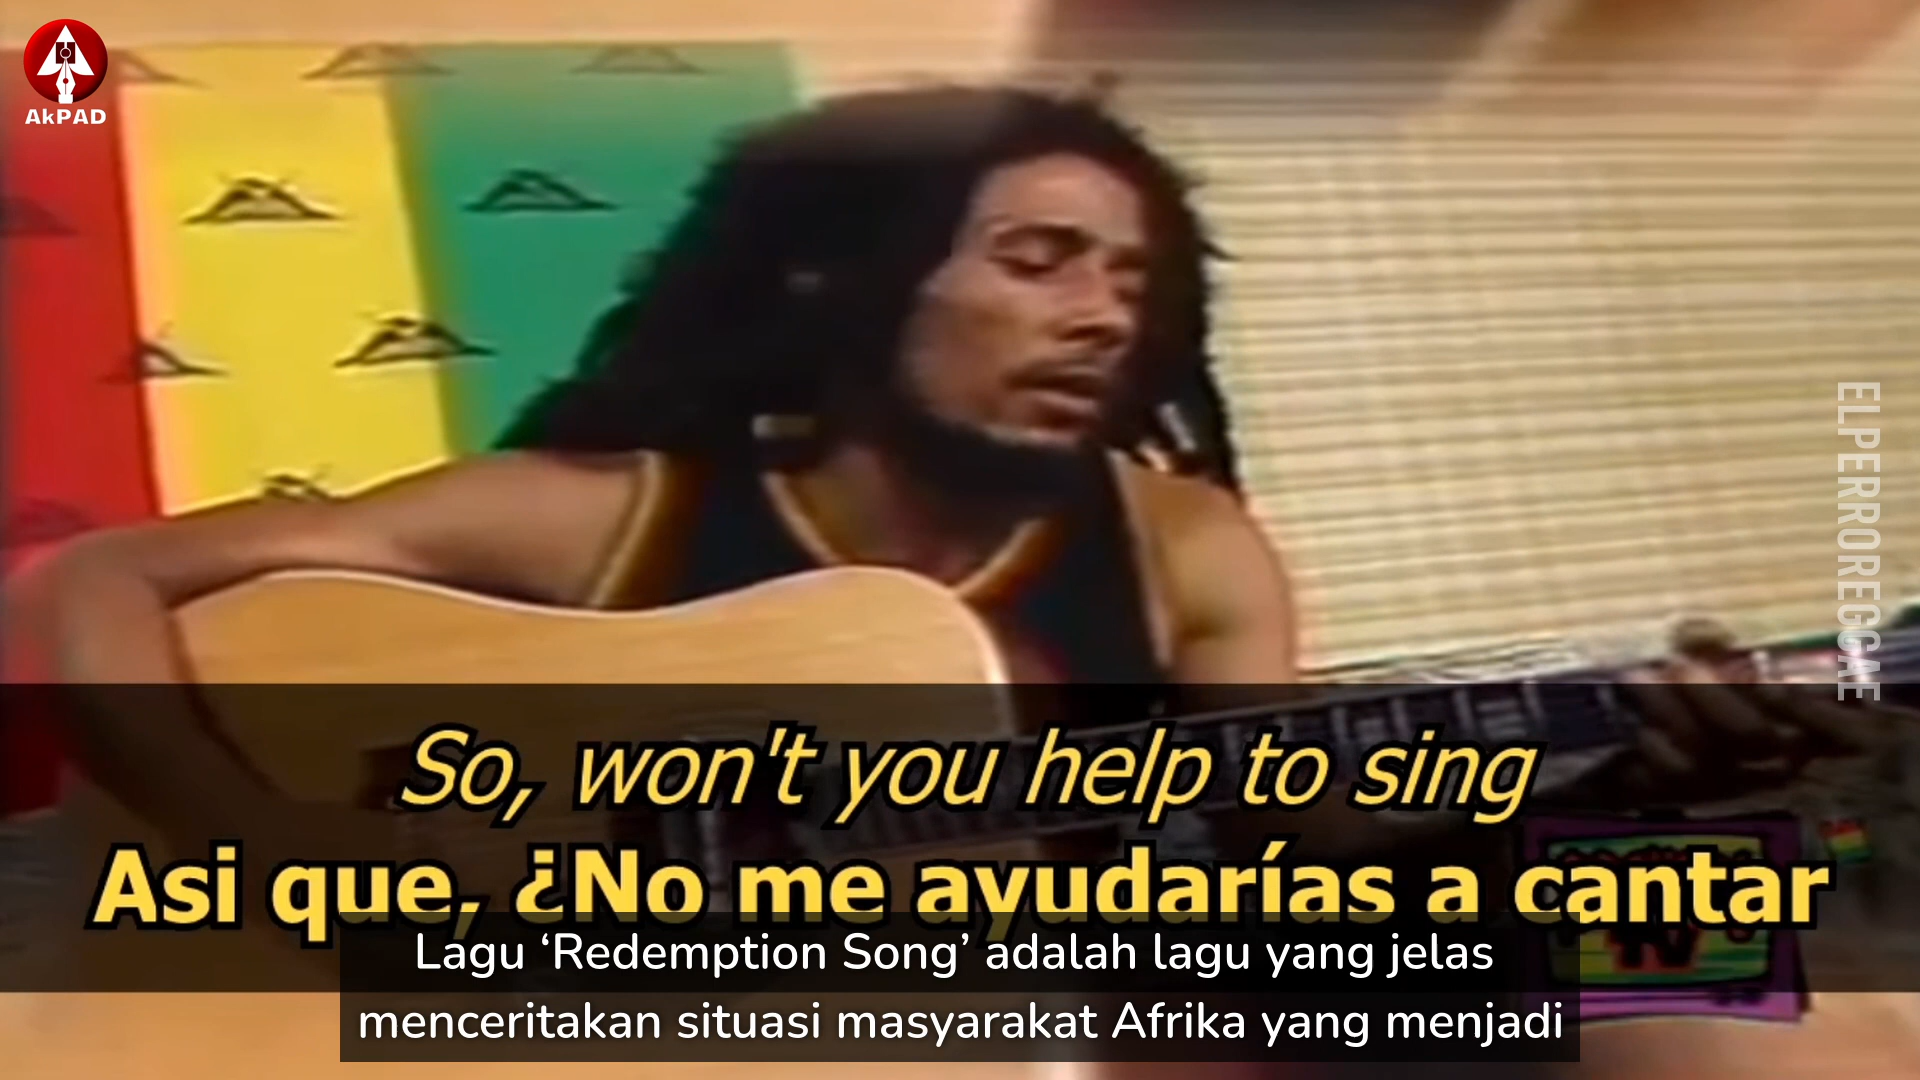 AkPAD
ELPERROREGGAE
So, won't you help to sing
Asi que, ¿No me ayudarías a cantar
TV
Lagu ‘Redemption Song’ adalah lagu yang jelas
menceritakan situasi masyarakat Afrika yang menjadi